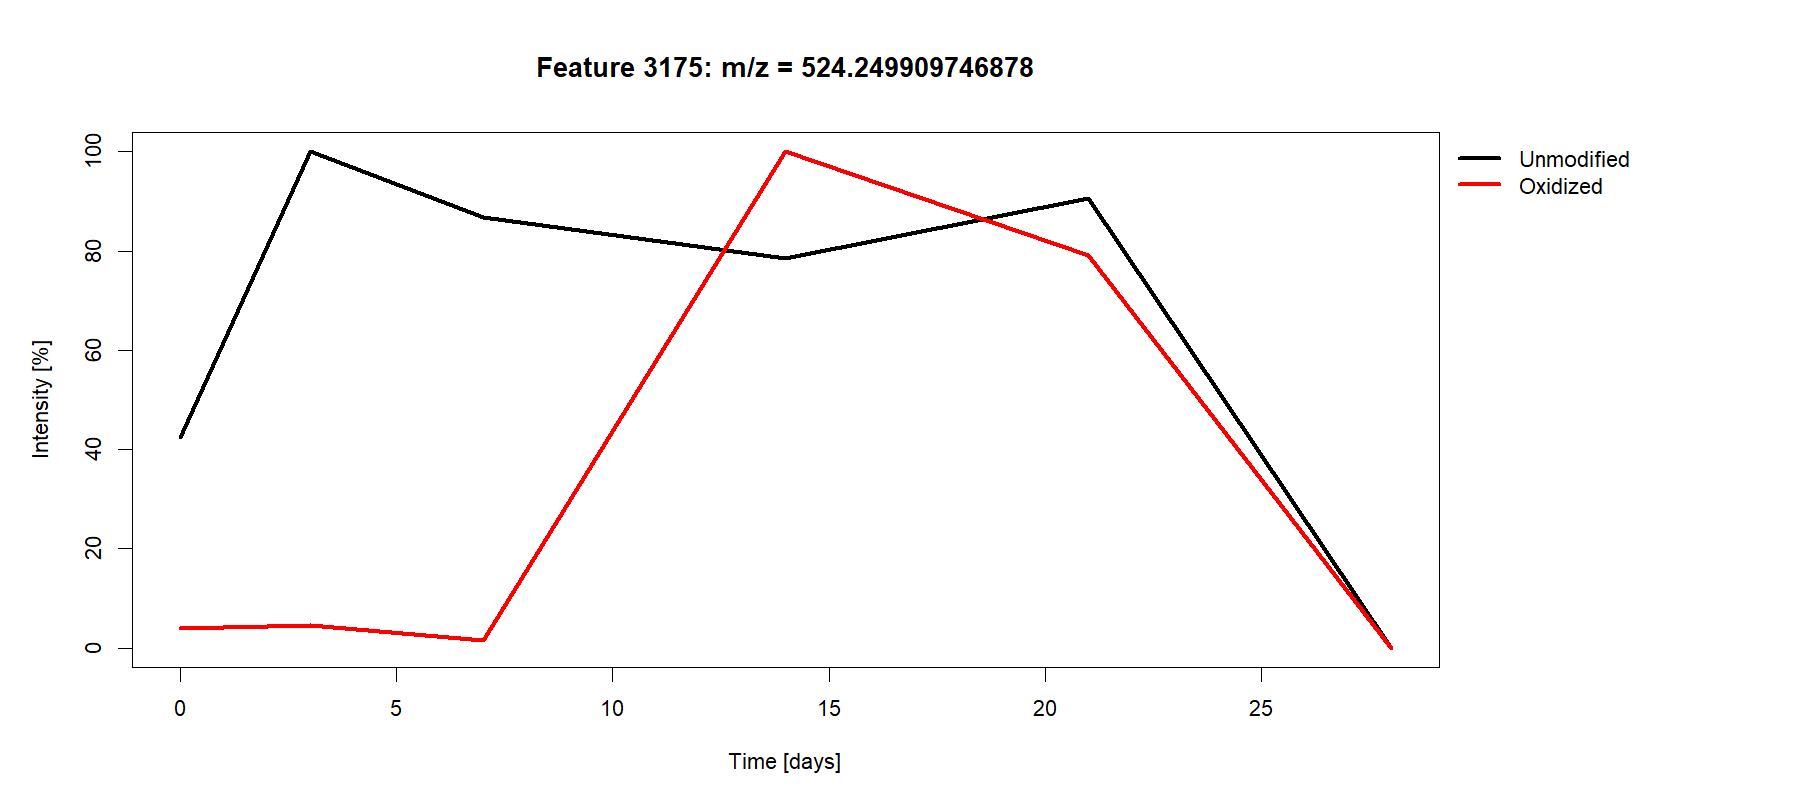 Feature 3175: m/z = 524.249909746878
Unmodified
Oxidized
Intensity [%]
100
80
60
40
20
0
0 5 10 15 20 25
Time [days]